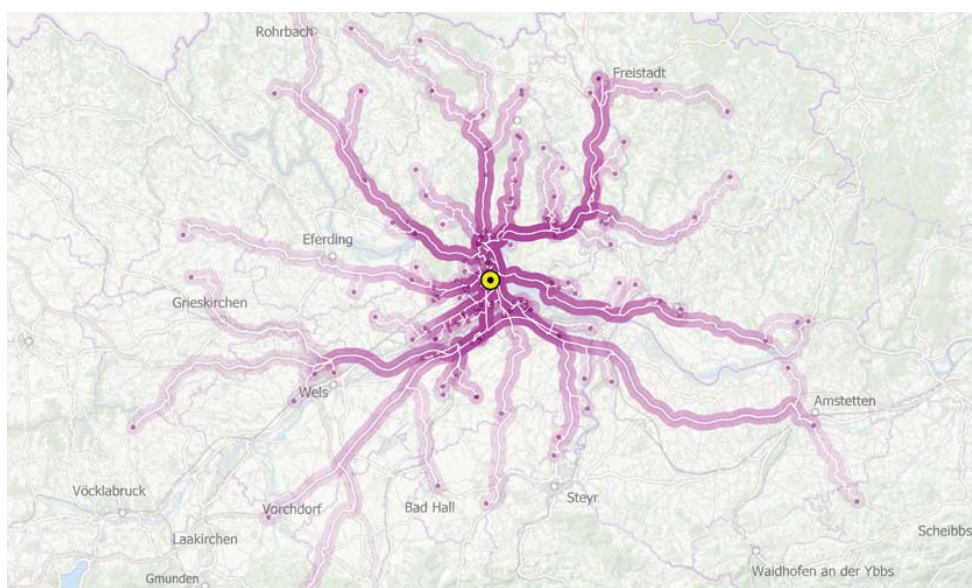 Rohrbach
Freistadt
Eferding
Grieskirchen
Wels
Amstetten
Vöcklabruck
Vorchdorf
Bad Hall
Steyr
Laakirchen
Scheibbs
Gmunden
Waidhofen an der Ybbs